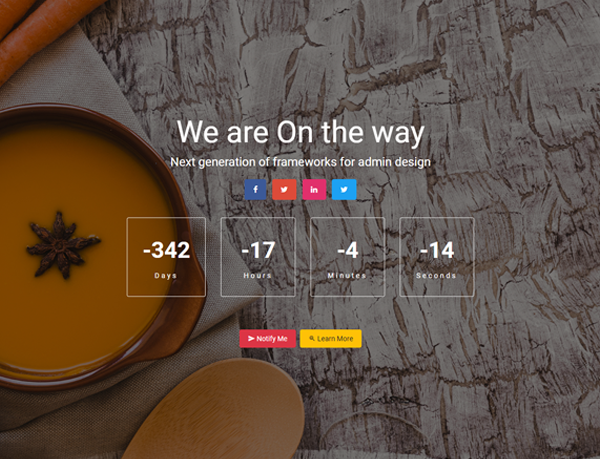 We are On the way
Next generation of frameworks for admin design
-342 -17 -4 -14
Days Hours Minutes Seconds
Notify Me Learn More